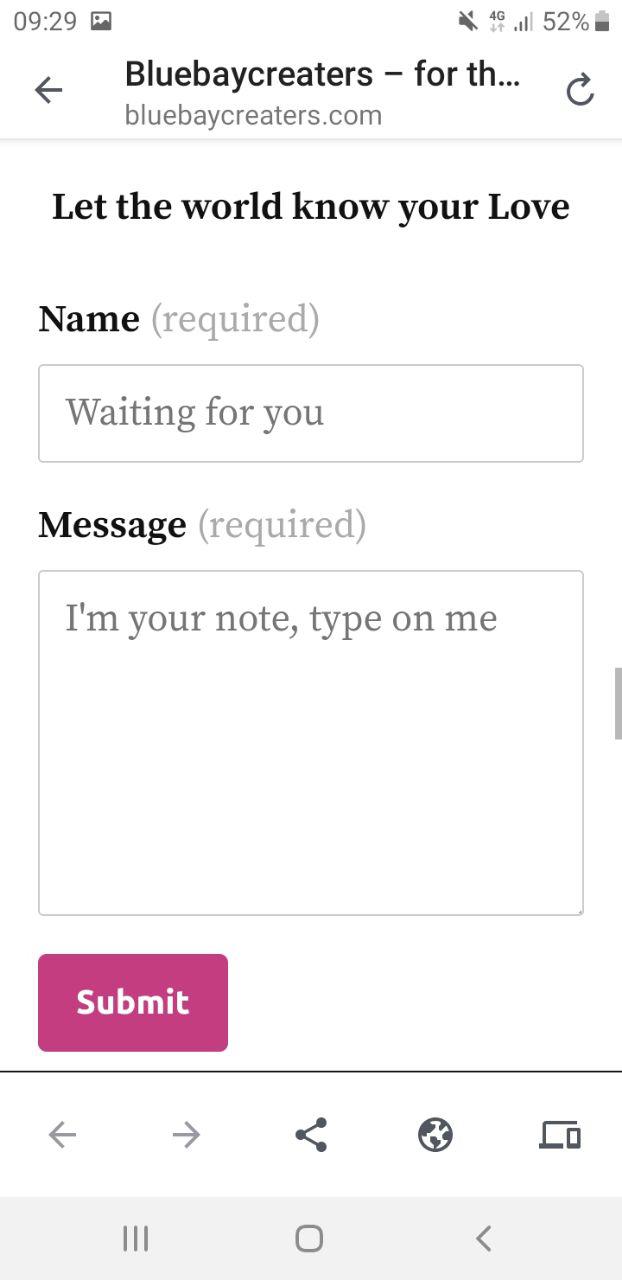 09:29 4G 52%
Bluebaycreaters – for th...
bluebaycreaters.com
Let the world know your Love
Name (required)
Waiting for you
Message (required)
I'm your note, type on me
Submit